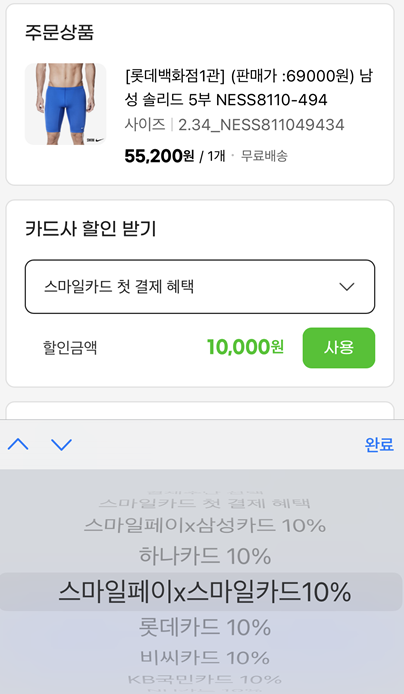 주문상품
[롯데백화점1관] (판매가 :69000원) 남
성 솔리드 5부 NESS8110-494
사이즈 | 2.34_NESS811049434
55,200원 / 1개 · 무료배송
카드사 할인 받기
스마일카드 첫 결제 혜택
할인금액
10,000원
사용
완료
스마일카드 첫 결제 혜택
스마일페이x삼성카드 10%
하나카드 10%
스마일페이x스마일카드10%
롯데카드 10%
비씨카드 10%
KB국민카드 10%